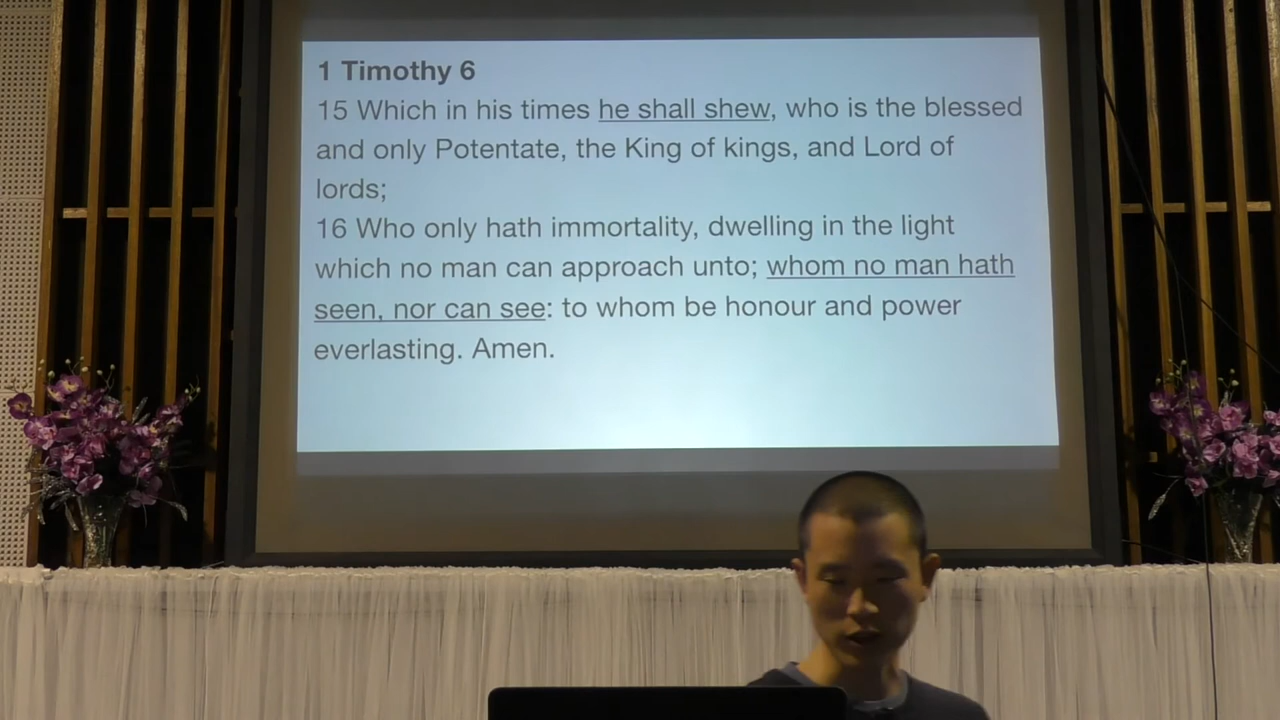 1 Timothy 6
15 Which in his times he shall shew, who is the blessed
and only Potentate, the King of kings, and Lord of
lords;
16 Who only hath immortality, dwelling in the light
which no man can approach unto; whom no man hath
seen, nor can see: to whom be honour and power
everlasting. Amen.